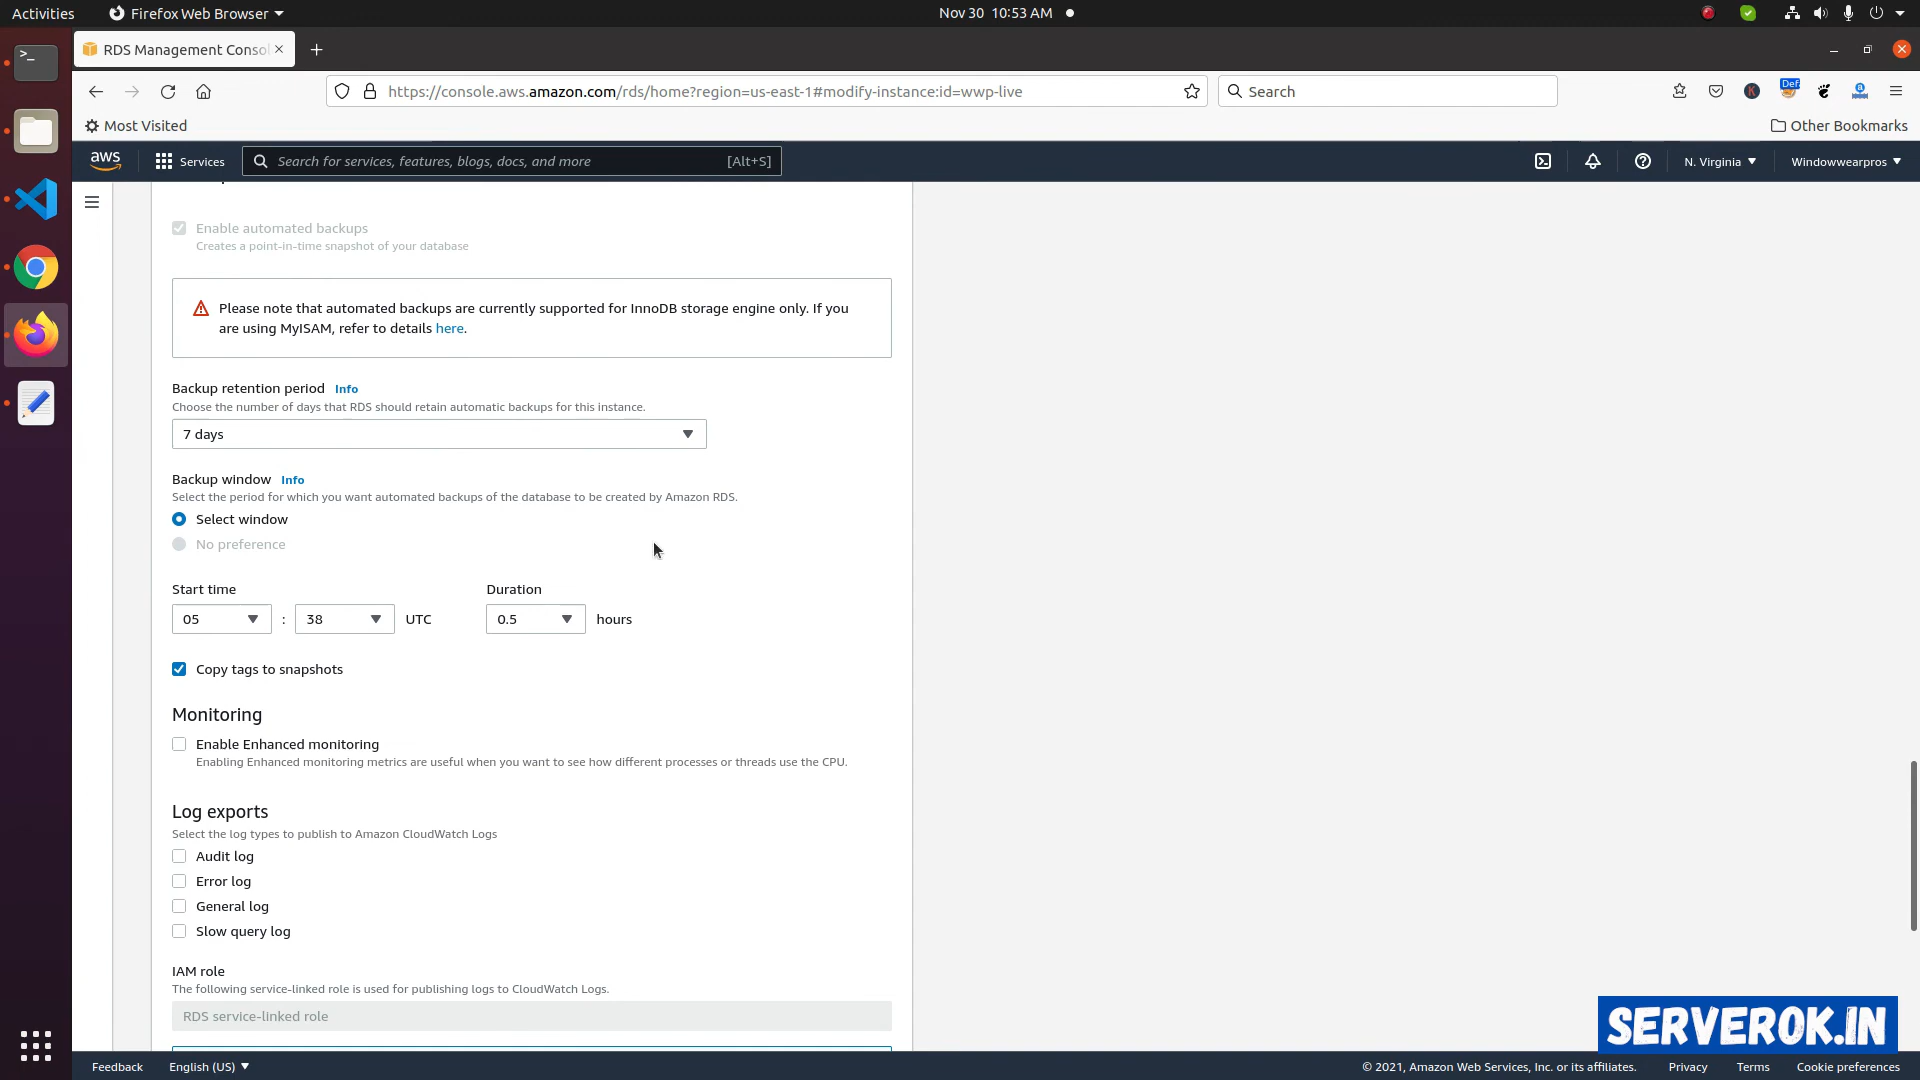 Activities
Firefox Web Browser
Nov 30 10:53 AM
RDS Management Consol
https://console.aws.amazon.com/rds/home?region=us-east-1#modify-instance:id=wwp-live
Search
Def
Most Visited
Other Bookmarks
aws
Services
Search for services, features, blogs, docs, and more
[Alt+S]
N. Virginia
Windowwearpros
Enable automated backups
Creates a point-in-time snapshot of your database
Please note that automated backups are currently supported for InnoDB storage engine only. If you
are using MyISAM, refer to details here.
Backup retention period Info
Choose the number of days that RDS should retain automatic backups for this instance.
7 days
Backup window Info
Select the period for which you want automated backups of the database to be created by Amazon RDS.
Select window
No preference
Start time
Duration
05 : 38 UTC
0.5 hours
Copy tags to snapshots
Monitoring
Enable Enhanced monitoring
Enabling Enhanced monitoring metrics are useful when you want to see how different processes or threads use the CPU.
Log exports
Select the log types to publish to Amazon CloudWatch Logs
Audit log
Error log
General log
Slow query log
IAM role
The following service-linked role is used for publishing logs to CloudWatch Logs.
RDS service-linked role
SERVEROK.IN
Feedback
English (US)
© 2021, Amazon Web Services, Inc. or its affiliates.
Privacy
Terms
Cookie preferences